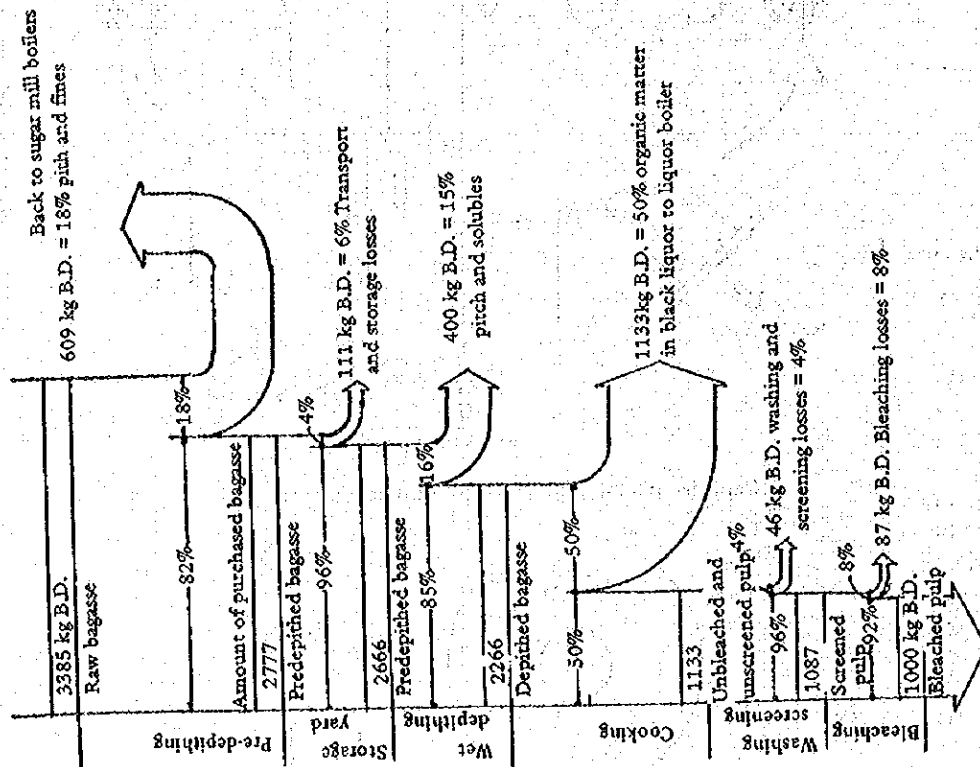 Back to sugar mill boilers
609 kg B.D. = 18% pith and fines
3385 kg B.D.
Raw bagasse
Pre-depithing
82%
18%
Amount of purchased bagasse
2777
Predepithed bagasse
Storage
yard
96%
4%
111 kg B.D. = 6% Transport
and storage losses
2666
Predepithed bagasse
Wet
depithing
85%
16%
400 kg B.D. = 15%
pitch and solubles
2266
Depithed bagasse
Cooking
50%
50%
1133kg B.D. = 50% organic matter
in black liquor to liquor boiler
1133
Unbleached and
unscreened pulp
Washing
screening
96%
4%
46 kg B.D. washing and
screening losses = 4%
1087
Screened
pulp
Bleaching
92%
8%
87 kg B.D. Bleaching losses = 8%
1000 kg B.D.
Bleached pulp